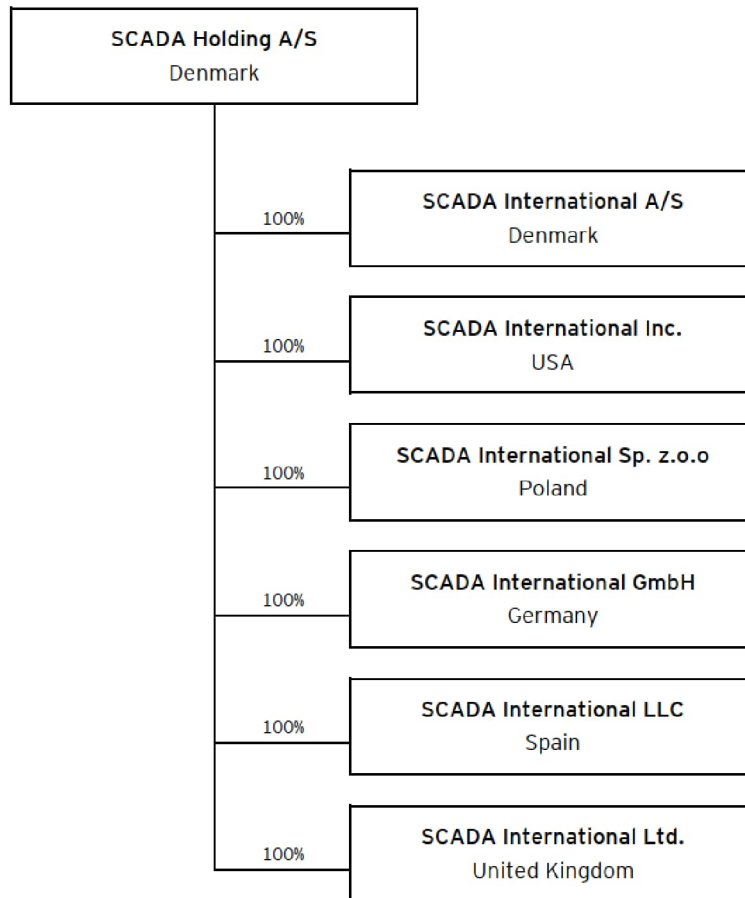 SCADA Holding A/S
Denmark
100%
SCADA International A/S
Denmark
100%
SCADA International Inc.
USA
100%
SCADA International Sp. z.o.o
Poland
100%
SCADA International GmbH
Germany
100%
SCADA International LLC
Spain
100%
SCADA International Ltd.
United Kingdom